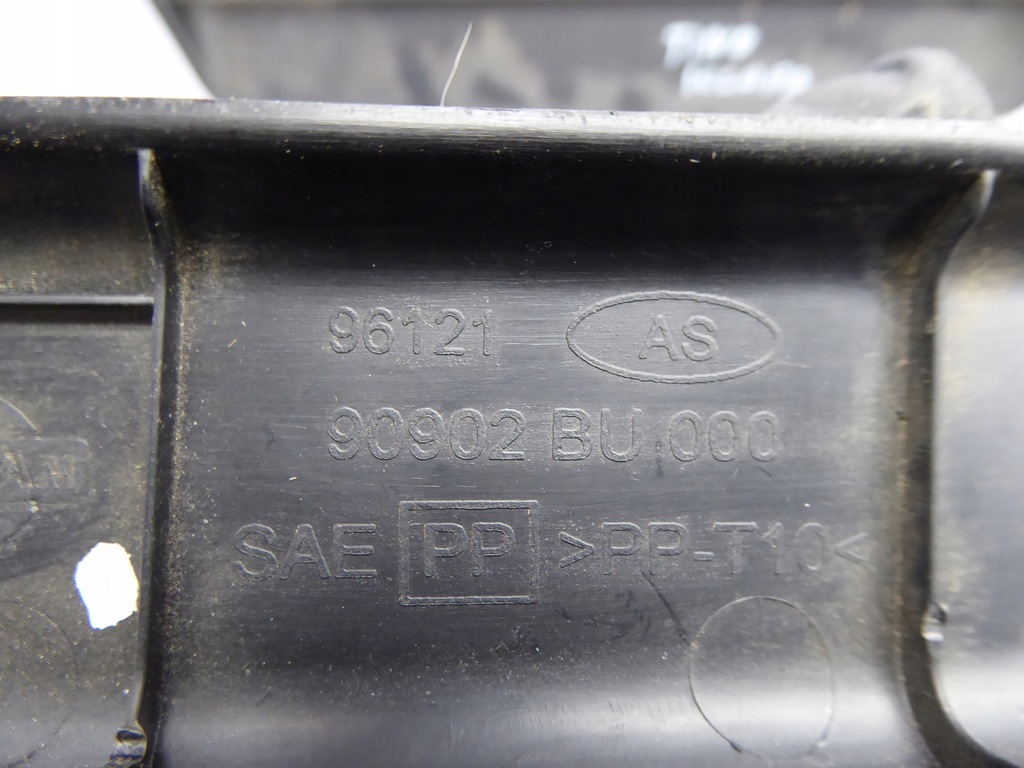 96121 AS
90902 BU 000
SAE PP >PP-T10<